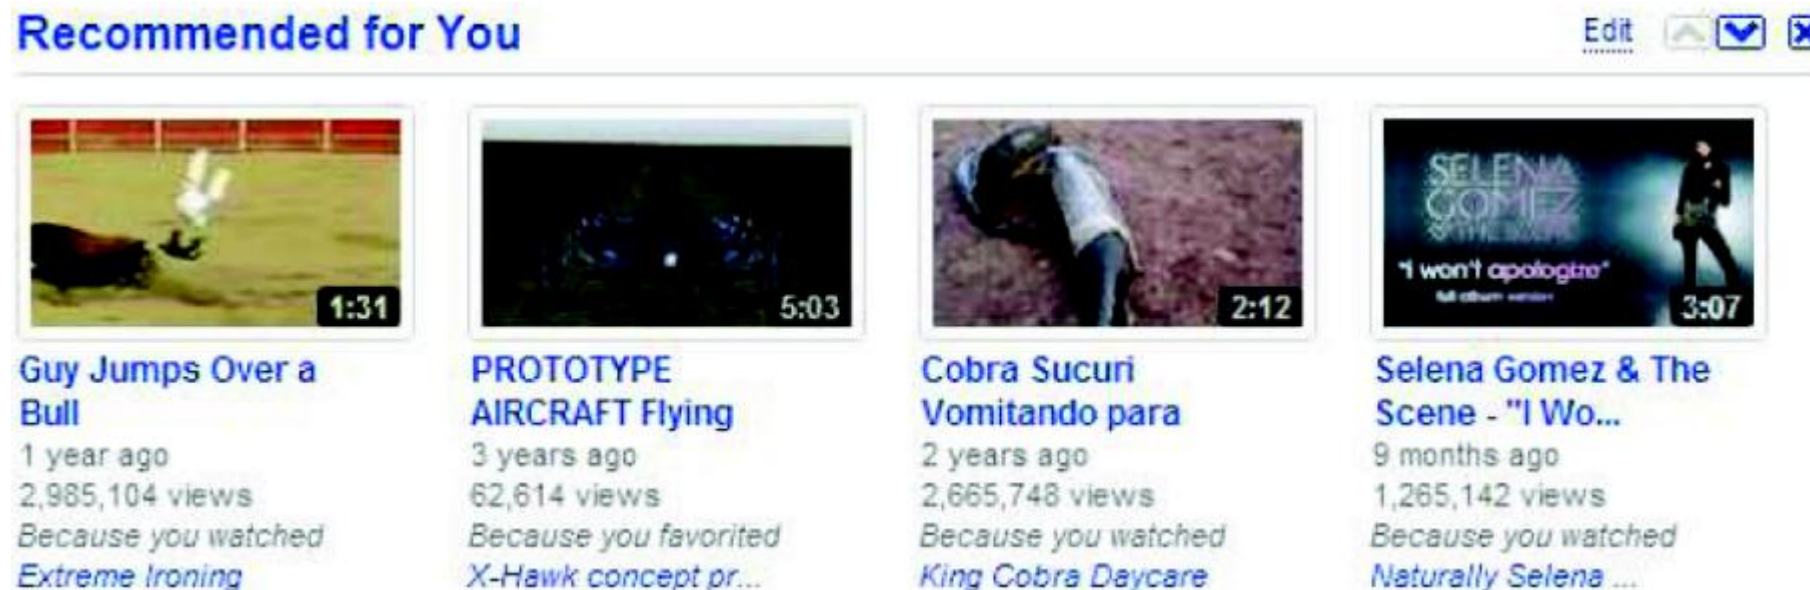 Recommended for You
Edit
1:31
5:03
2:12
SELENA
GOMEZ
"I won't apologize"
full album version
3:07
Guy Jumps Over a
Bull
1 year ago
2,985,104 views
Because you watched
Extreme Ironing
PROTOTYPE
AIRCRAFT Flying
3 years ago
62,614 views
Because you favorited
X-Hawk concept pr...
Cobra Sucuri
Vomitando para
2 years ago
2,665,748 views
Because you watched
King Cobra Daycare
Selena Gomez & The
Scene - "I Wo...
9 months ago
1,265,142 views
Because you watched
Naturally Selena ...